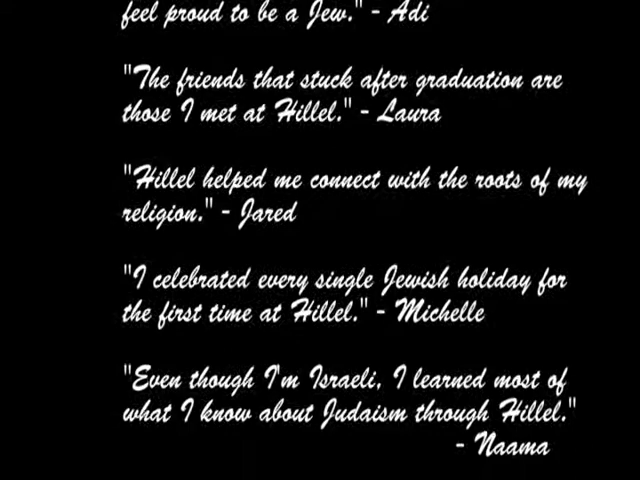 feel proud to be a Jew." - Adi
"The friends that stuck after graduation are
those I met at Hillel." - Laura
"Hillel helped me connect with the roots of my
religion." - Jared
"I celebrated every single Jewish holiday for
the first time at Hillel." - Michelle
"Even though I'm Israeli, I learned most of
what I know about Judaism through Hillel."
- Naama